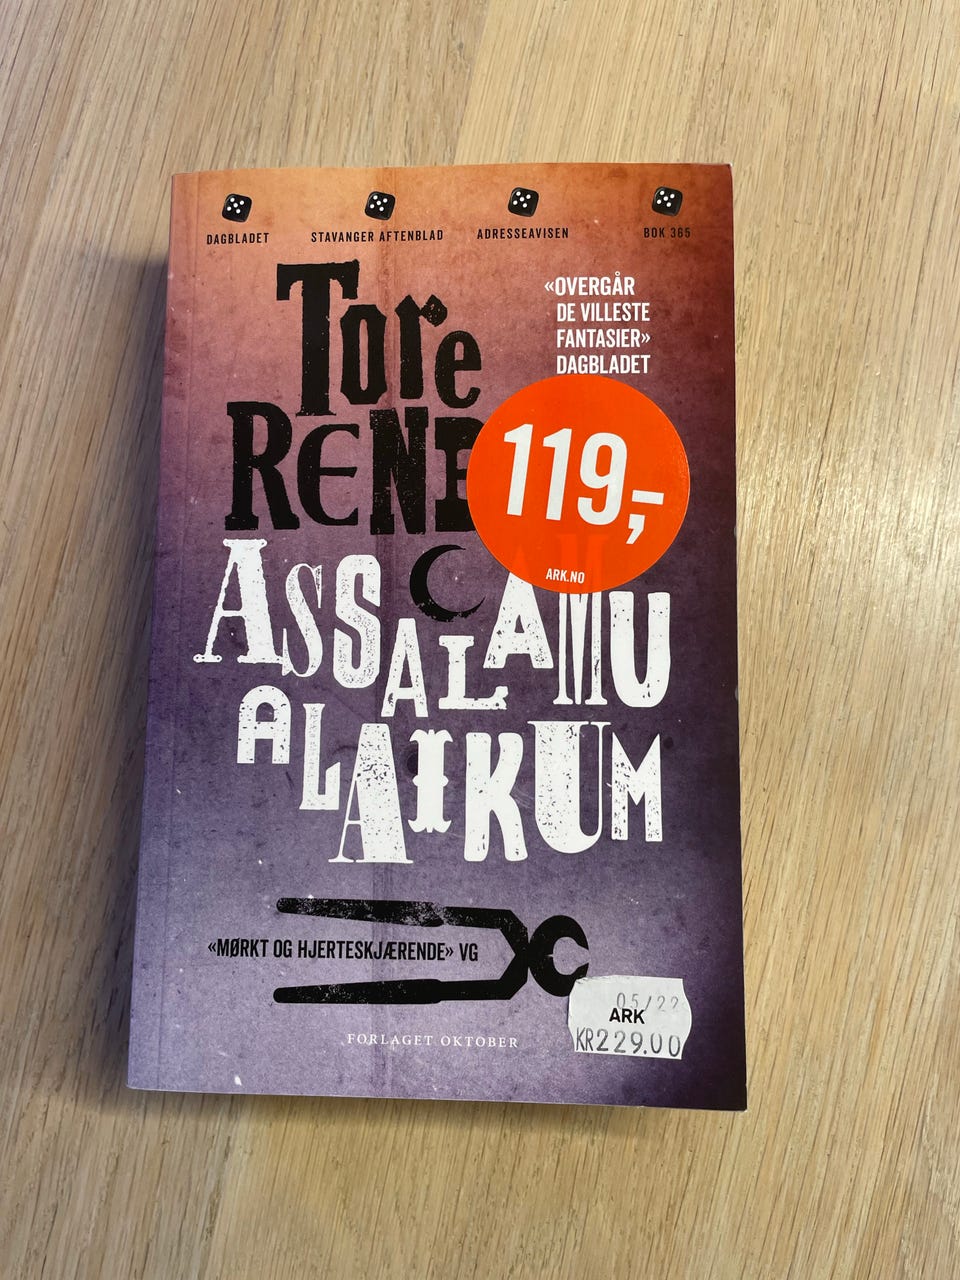 DAGBLADET
STAVANGER AFTENBLAD
ADRESSEAVISEN
BOK 365
«OVERGÅR
DE VILLESTE
FANTASIER»
DAGBLADET
Tore
119,-
ARK.NO
ASSALAMU
ALAIKUM
«MØRKT OG HJERTESKJÆRENDE» VG
05/22
ARK
KR229.00
FORLAGET OKTOBER